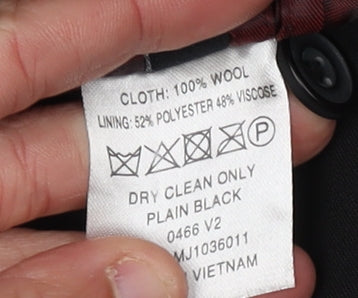 CLOTH: 100% WOOL
LINING: 52% POLYESTER 48% VISCOSE
P
DRY CLEAN ONLY
PLAIN BLACK
0466 V2
MJ1036011
VIETNAM